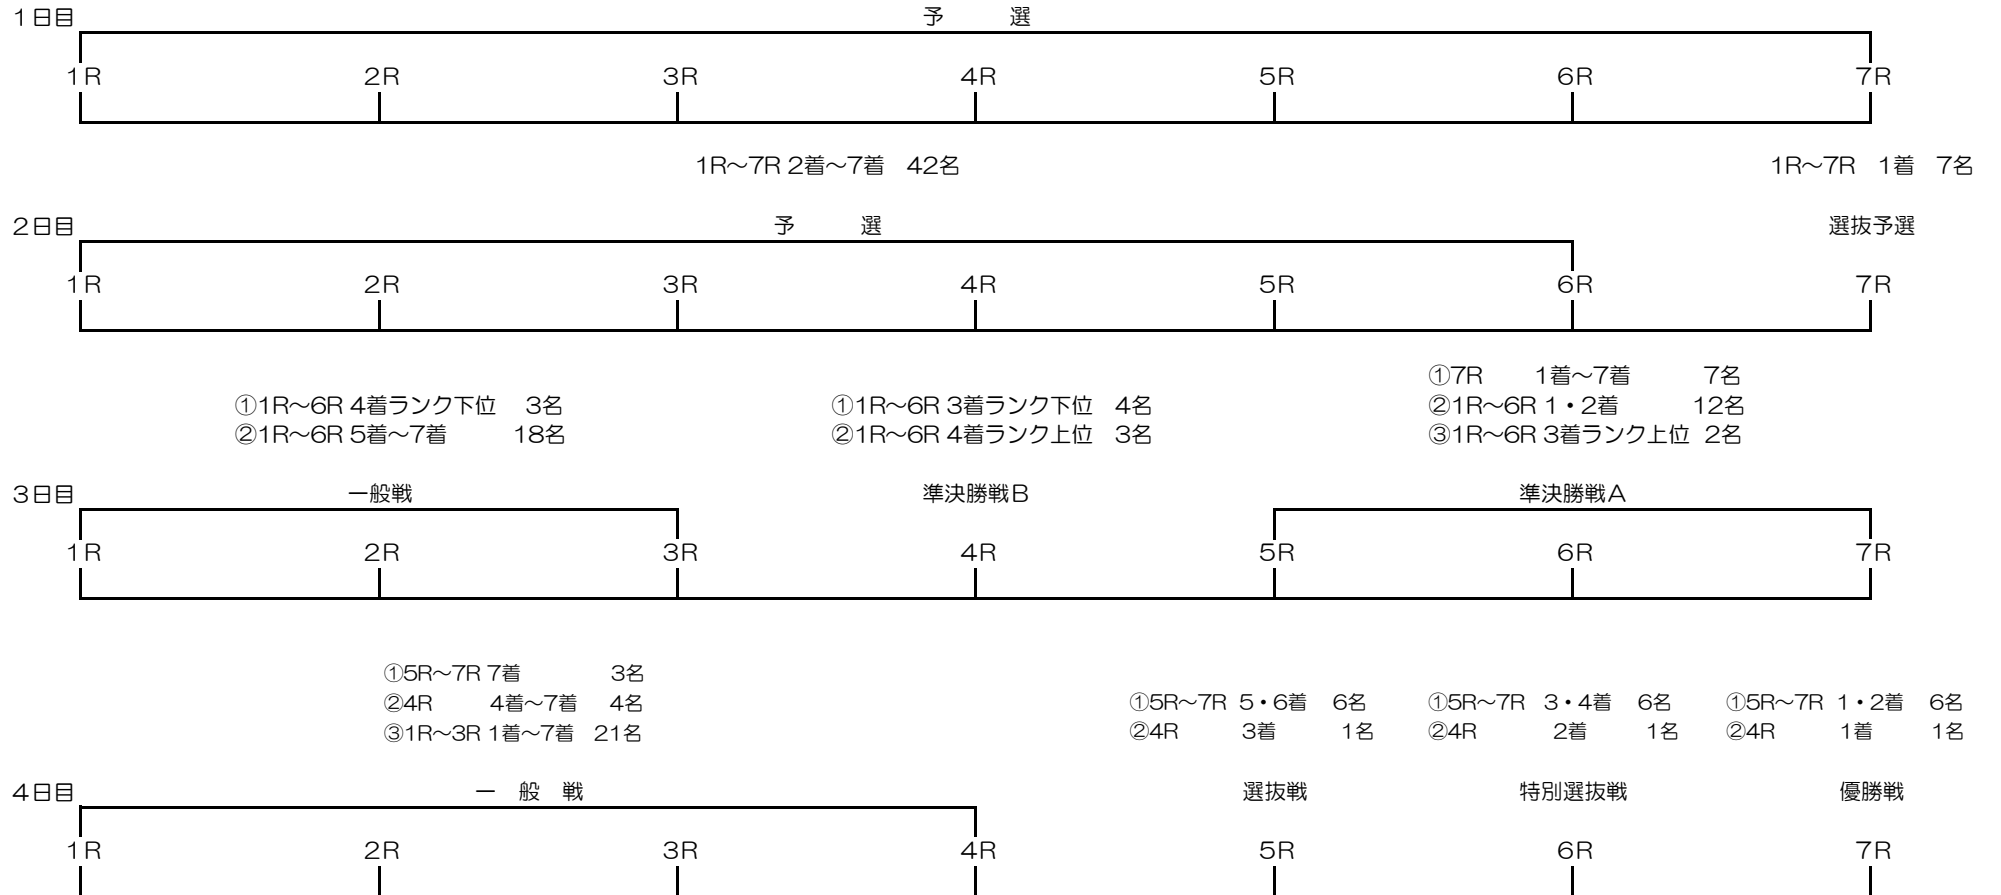 1日目 予 選
1R 2R 3R 4R 5R 6R 7R
1R～7R 2着～7着 42名 1R～7R 1着 7名
2日目 予 選 選抜予選
1R 2R 3R 4R 5R 6R 7R
①7R 1着～7着 7名
①1R～6R 4着ランク下位 3名 ①1R～6R 3着ランク下位 4名 ②1R～6R 1・2着 12名
②1R～6R 5着～7着 18名 ②1R～6R 4着ランク上位 3名 ③1R～6R 3着ランク上位 2名
3日目 一般戦 準決勝戦B 準決勝戦A
1R 2R 3R 4R 5R 6R 7R
①5R～7R 7着 3名
②4R 4着～7着 4名 ①5R～7R 5・6着 6名 ①5R～7R 3・4着 6名 ①5R～7R 1・2着 6名
③1R～3R 1着～7着 21名 ②4R 3着 1名 ②4R 2着 1名 ②4R 1着 1名
4日目 一 般 戦 選抜戦 特別選抜戦 優勝戦
1R 2R 3R 4R 5R 6R 7R